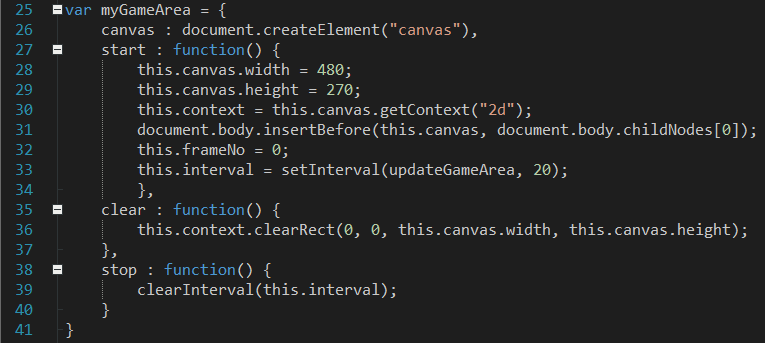 25 var myGameArea = {
26     canvas : document.createElement("canvas"),
27     start : function() {
28         this.canvas.width = 480;
29         this.canvas.height = 270;
30         this.context = this.canvas.getContext("2d");
31         document.body.insertBefore(this.canvas, document.body.childNodes[0]);
32         this.frameNo = 0;
33         this.interval = setInterval(updateGameArea, 20);
34         },
35     clear : function() {
36         this.context.clearRect(0, 0, this.canvas.width, this.canvas.height);
37     },
38     stop : function() {
39         clearInterval(this.interval);
40     }
41 }